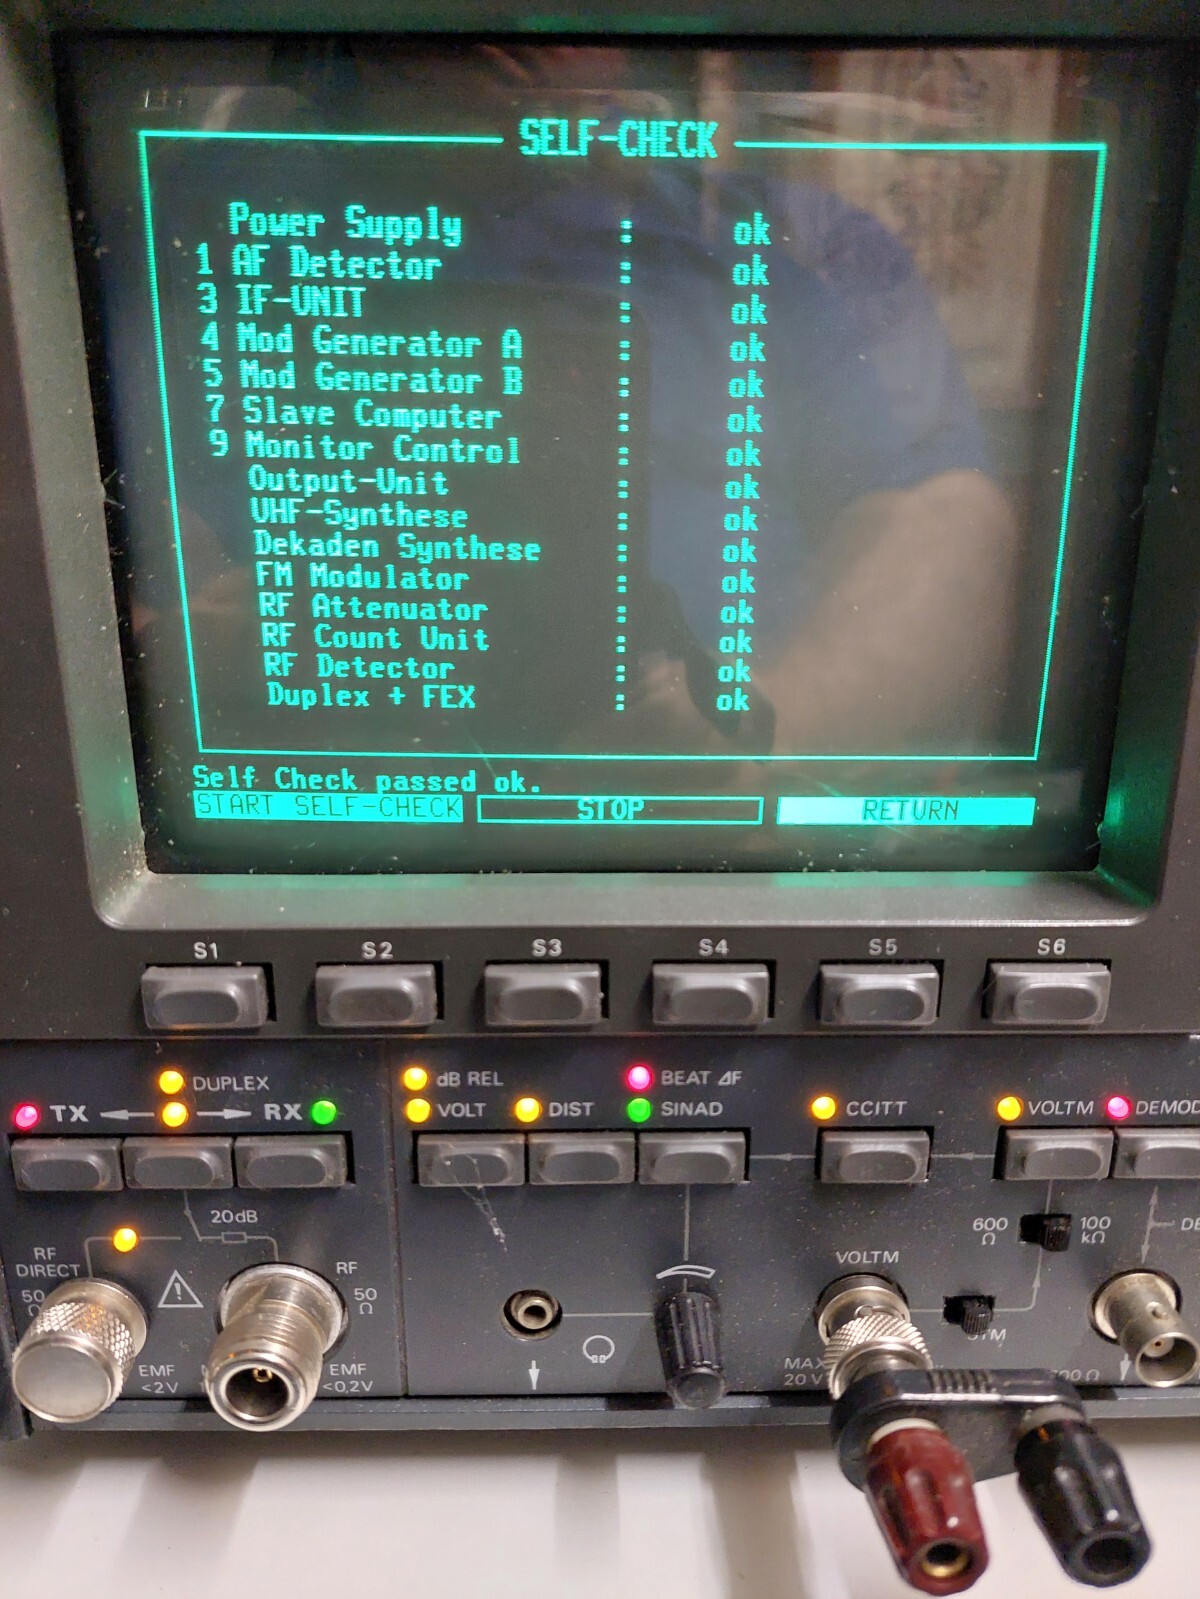 SELF-CHECK
Power Supply : ok
1 AF Detector : ok
3 IF-UNIT : ok
4 Mod Generator A : ok
5 Mod Generator B : ok
7 Slave Computer : ok
9 Monitor Control : ok
Output-Unit : ok
VHF-Synthese : ok
Dekaden Synthese : ok
FM Modulator : ok
RF Attenuator : ok
RF Count Unit : ok
RF Detector : ok
Duplex + FEX : ok
Self Check passed ok.
START SELF-CHECK STOP RETURN
S1 S2 S3 S4 S5 S6
DUPLEX dB REL BEAT ΔF
TX RX VOLT DIST SINAD CCITT VOLTM DEMOD
20dB
600 Ω 100 kΩ
RF DIRECT
RF
VOLTM
50 Ω
50 Ω
EMF <2V
EMF <0,2V
MAX 20 V